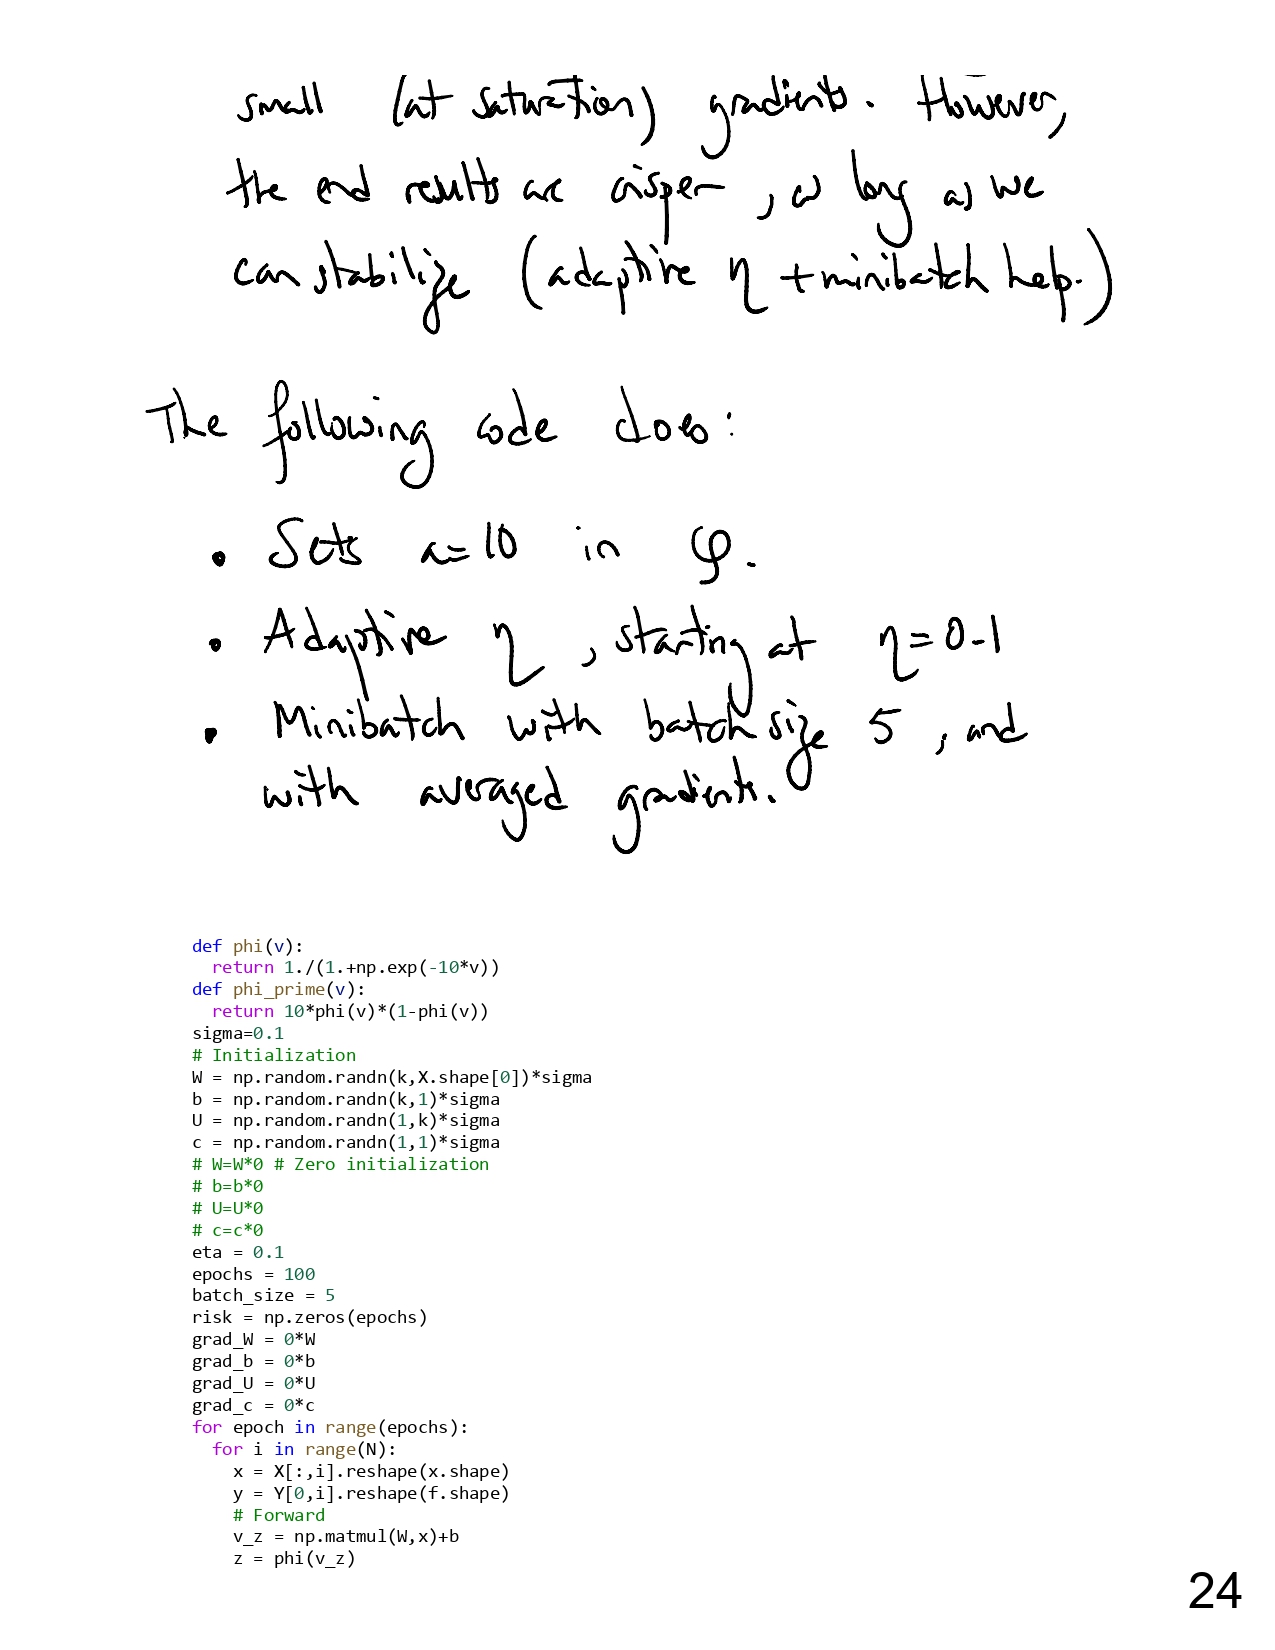 small (at saturation) gradients. However,
the end results are crisper, as long as we
can stabilize (adaptive η + minibatch help.)
The following code does:
• Sets a=10 in φ.
• Adaptive η, starting at η=0.1
• Minibatch with batch size 5, and
with averaged gradients.
def phi(v):
  return 1./(1.+np.exp(-10*v))
def phi_prime(v):
  return 10*phi(v)*(1-phi(v))
sigma=0.1
# Initialization
W = np.random.randn(k,X.shape[0])*sigma
b = np.random.randn(k,1)*sigma
U = np.random.randn(1,k)*sigma
c = np.random.randn(1,1)*sigma
# W=W*0 # Zero initialization
# b=b*0
# U=U*0
# c=c*0
eta = 0.1
epochs = 100
batch_size = 5
risk = np.zeros(epochs)
grad_W = 0*W
grad_b = 0*b
grad_U = 0*U
grad_c = 0*c
for epoch in range(epochs):
  for i in range(N):
    x = X[:,i].reshape(x.shape)
    y = Y[0,i].reshape(f.shape)
    # Forward
    v_z = np.matmul(W,x)+b
    z = phi(v_z)
24